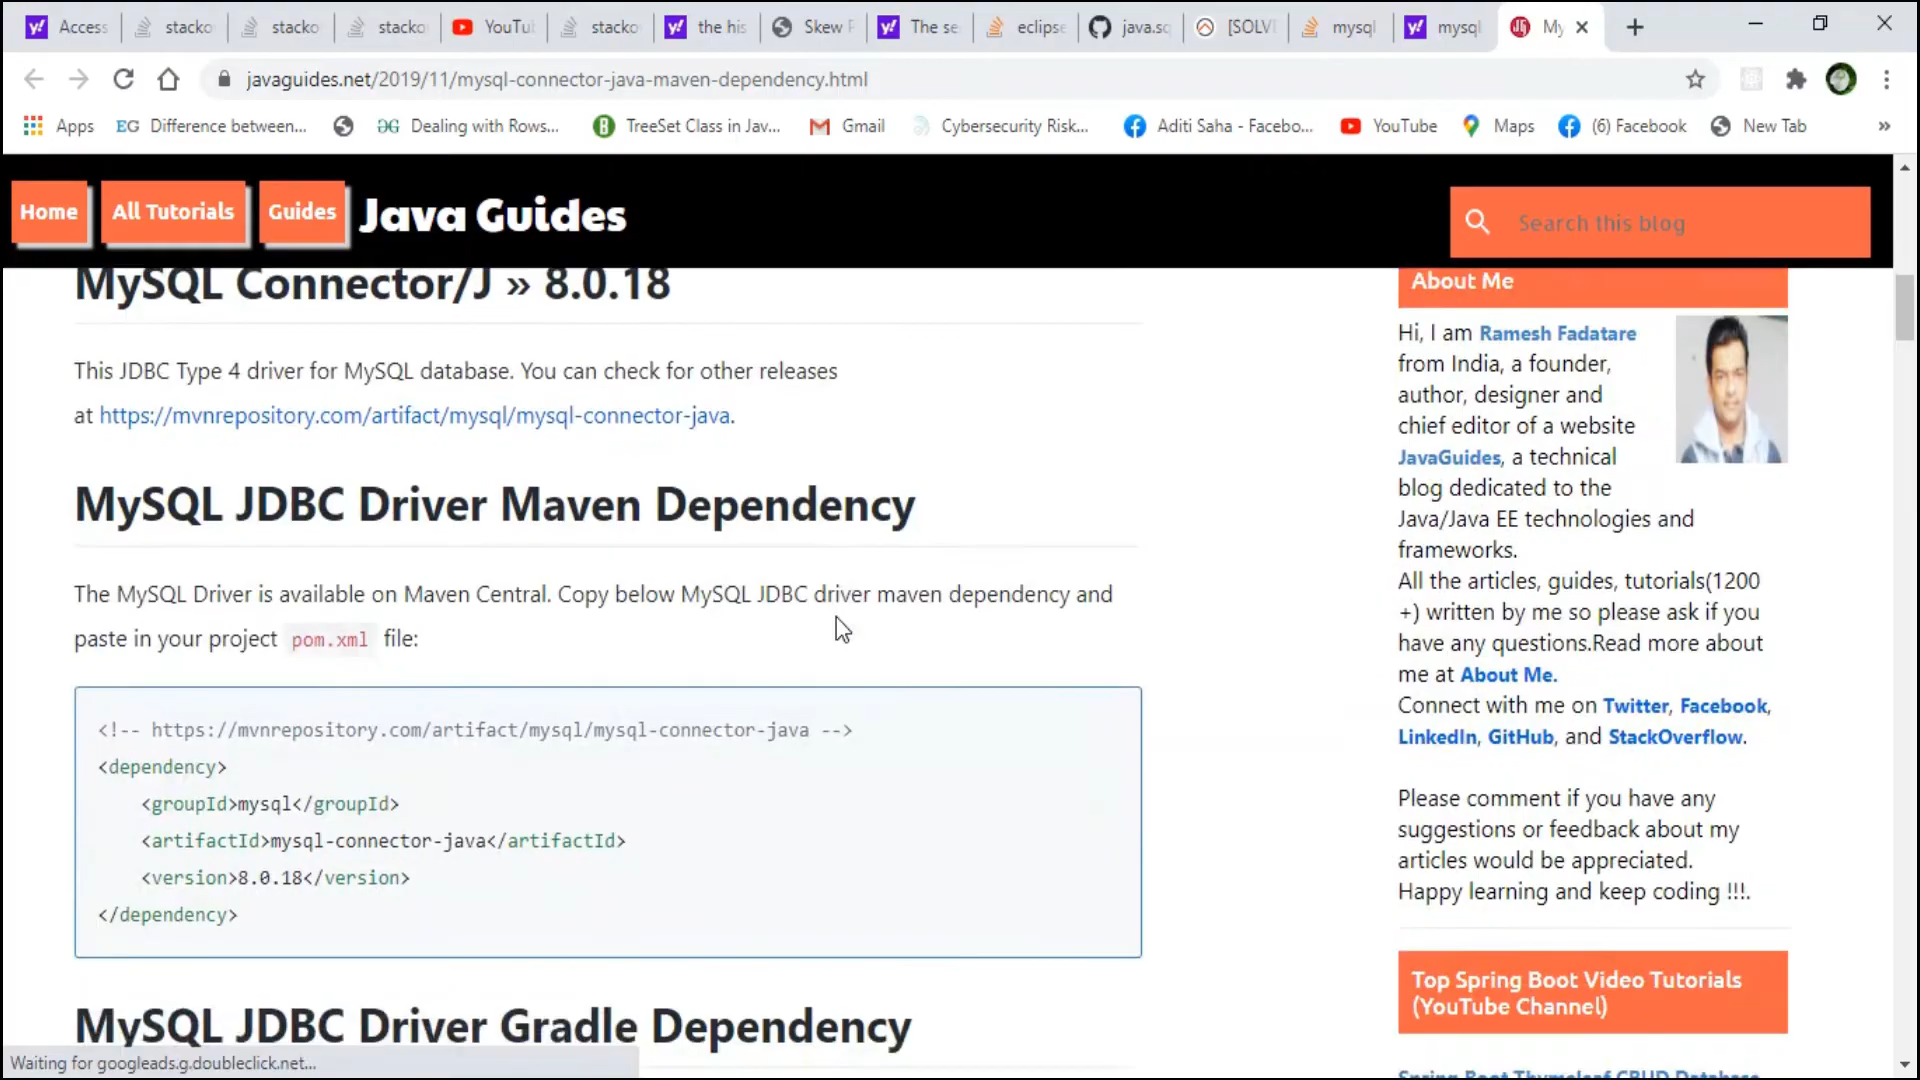 Access
stacko
stacko
stacko
YouTu
stacko
the his
Skew F
The se
eclipse
java.sq
[SOLVI
mysql
mysql
My
javaguides.net/2019/11/mysql-connector-java-maven-dependency.html
Apps
Difference between...
Dealing with Rows...
TreeSet Class in Jav...
Gmail
Cybersecurity Risk...
Aditi Saha - Facebo...
YouTube
Maps
(6) Facebook
New Tab
»
Home
All Tutorials
Guides
Java Guides
Search this blog
MySQL Connector/J » 8.0.18
This JDBC Type 4 driver for MySQL database. You can check for other releases
at https://mvnrepository.com/artifact/mysql/mysql-connector-java.
MySQL JDBC Driver Maven Dependency
The MySQL Driver is available on Maven Central. Copy below MySQL JDBC driver maven dependency and
paste in your project pom.xml file:
<!-- https://mvnrepository.com/artifact/mysql/mysql-connector-java -->
<dependency>
    <groupId>mysql</groupId>
    <artifactId>mysql-connector-java</artifactId>
    <version>8.0.18</version>
</dependency>
MySQL JDBC Driver Gradle Dependency
About Me
Hi, I am Ramesh Fadatare
from India, a founder,
author, designer and
chief editor of a website
JavaGuides, a technical
blog dedicated to the
Java/Java EE technologies and
frameworks.
All the articles, guides, tutorials(1200
+) written by me so please ask if you
have any questions.Read more about
me at About Me.
Connect with me on Twitter, Facebook,
LinkedIn, GitHub, and StackOverflow.
Please comment if you have any
suggestions or feedback about my
articles would be appreciated.
Happy learning and keep coding !!!.
Top Spring Boot Video Tutorials
(YouTube Channel)
Spring Boot Thymeleaf CRUD Database
Waiting for googleads.g.doubleclick.net...